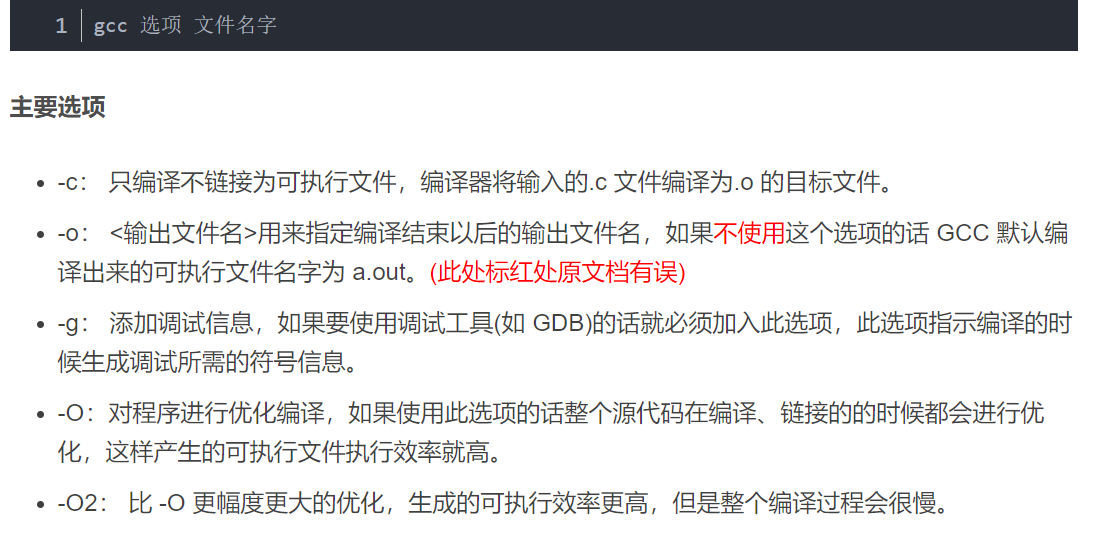 1 gcc 选项 文件名字
主要选项
-c： 只编译不链接为可执行文件，编译器将输入的.c 文件编译为.o 的目标文件。
-o： <输出文件名>用来指定编译结束以后的输出文件名，如果不使用这个选项的话 GCC 默认编
译出来的可执行文件名字为 a.out。(此处标红处原文档有误)
-g： 添加调试信息，如果要使用调试工具(如 GDB)的话就必须加入此选项，此选项指示编译的时
候生成调试所需的符号信息。
-O：对程序进行优化编译，如果使用此选项的话整个源代码在编译、链接的的时候都会进行优
化，这样产生的可执行文件执行效率就高。
-O2： 比 -O 更幅度更大的优化，生成的可执行效率更高，但是整个编译过程会很慢。